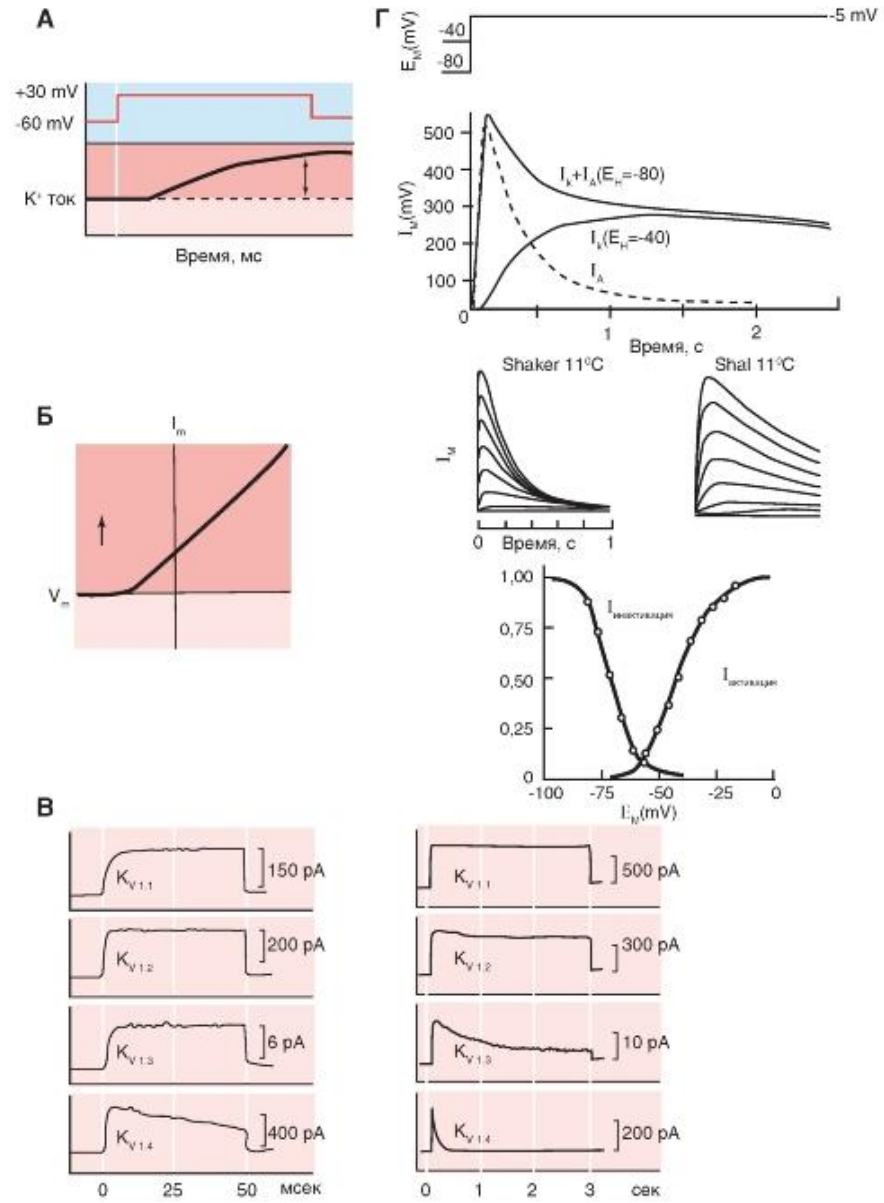 А
+30 mV
-60 mV
K⁺ ток
Время, мс
Г
E_M(mV)
-40
-80
-5 mV
I_M(mV)
500
400
300
200
100
0
I_k+I_A(E_H=-80)
I_k(E_H=-40)
I_A
1
2
Время, с
Б
I_m
V_m
Shaker 11⁰C
Shal 11⁰C
I_M
0
1
Время, с
1,00
0,75
0,50
0,25
0
I инактивация
I активация
-100
-75
-50
-25
0
E_M(mV)
В
K_V 1.1
150 pA
K_V 1.2
200 pA
K_V 1.3
6 pA
K_V 1.4
400 pA
0 25 50 мсек
K_V 1.1
500 pA
K_V 1.2
300 pA
K_V 1.3
10 pA
K_V 1.4
200 pA
0 1 2 3 сек